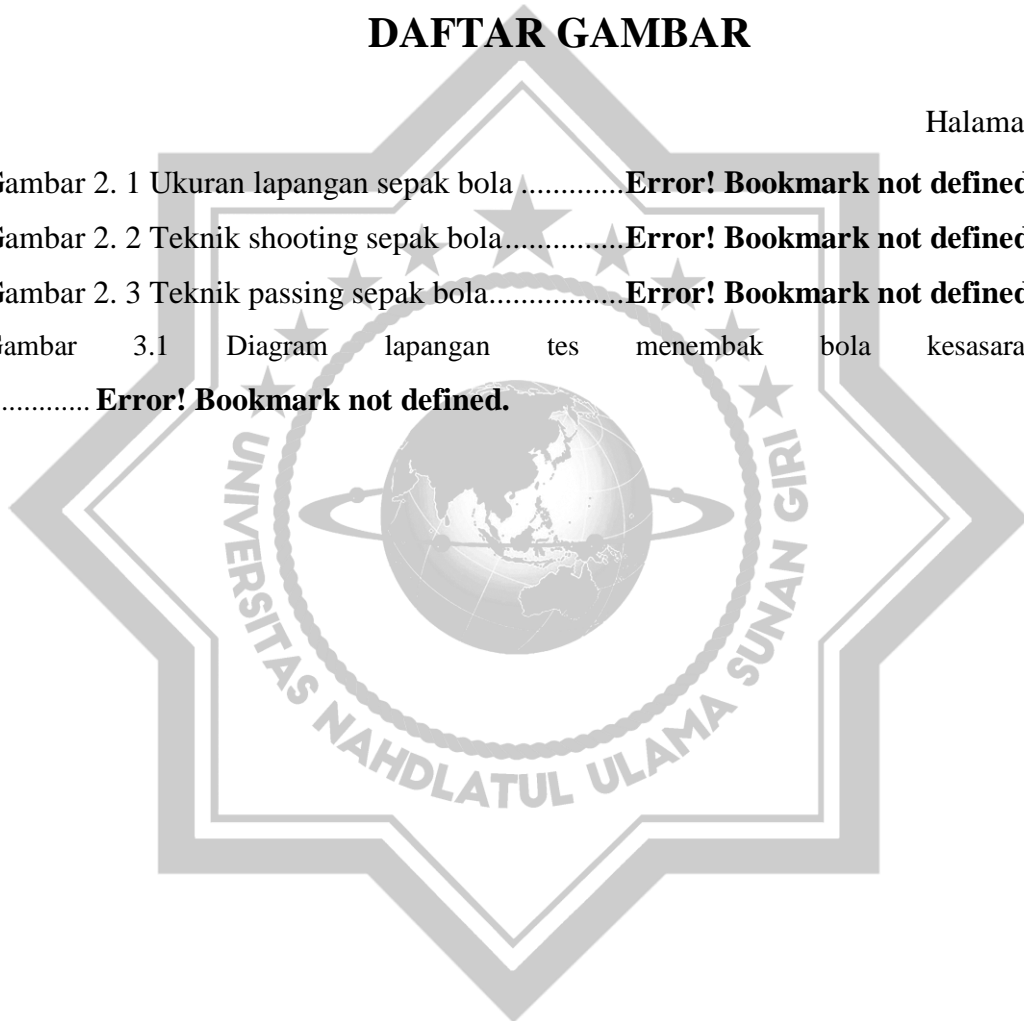 DAFTAR GAMBAR
Halama
Gambar 2. 1 Ukuran lapangan sepak bola .............Error! Bookmark not defined
Gambar 2. 2 Teknik shooting sepak bola...............Error! Bookmark not defined
Gambar 2. 3 Teknik passing sepak bola.................Error! Bookmark not defined
Gambar 3.1 Diagram lapangan tes menembak bola kesasara
............ Error! Bookmark not defined.
UNIVERSITAS NAHDLATUL ULAMA SUNAN GIRI